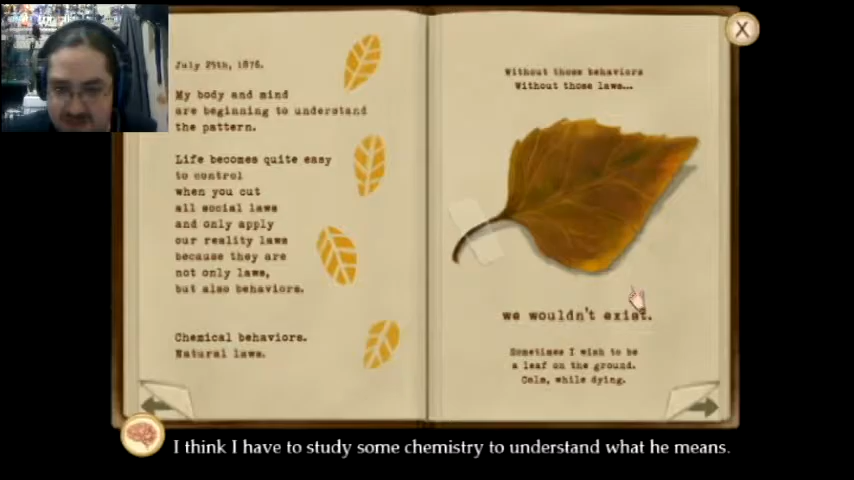 July 25th, 1876.
My body and mind
are beginning to understand
the pattern.
Life becomes quite easy
to control
when you cut
all social laws
and only apply
our reality laws
because they are
not only laws,
but also behaviors.
Chemical behaviors.
Natural laws.
Without those behaviors
Without those laws...
we wouldn't exist.
Sometimes I wish to be
a leaf on the ground.
Calm, while dying.
X
I think I have to study some chemistry to understand what he means.